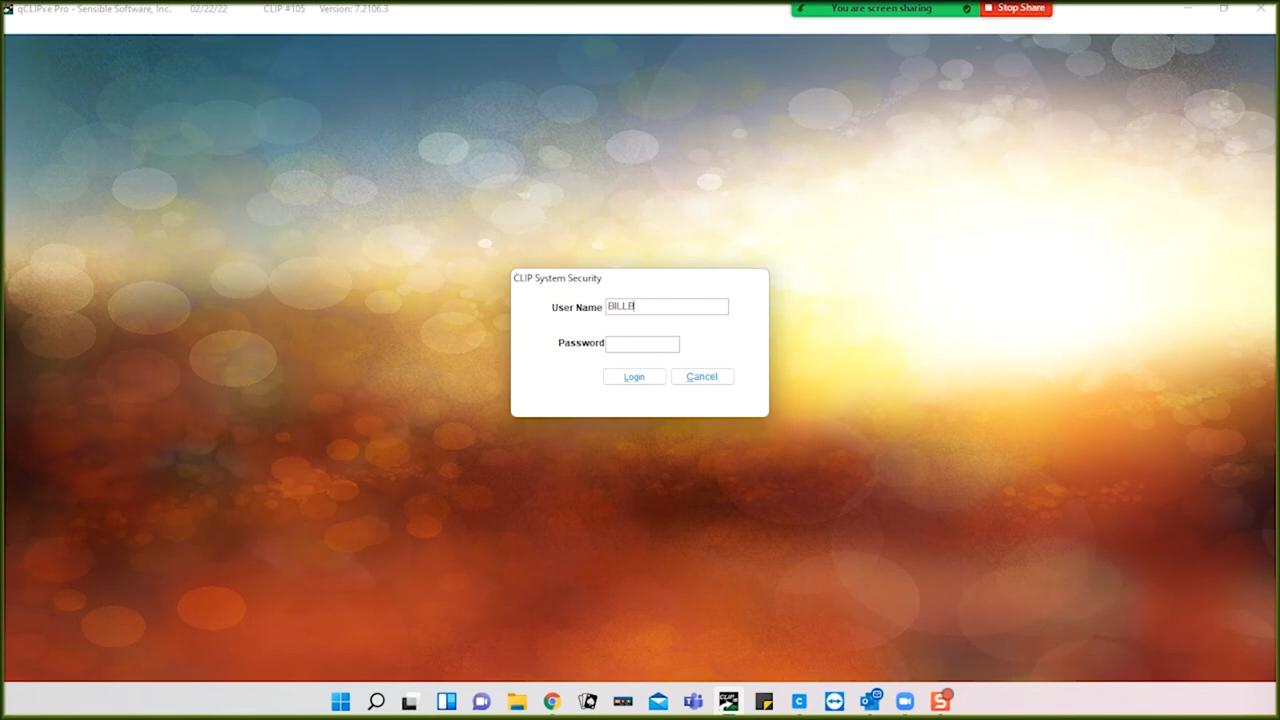 qCLIPxe Pro - Sensible Software, Inc. 02/22/22 CLIP #105 Version: 7.2106.3
You are screen sharing Stop Share
CLIP System Security
User Name BILLB
Password
Login Cancel
CLIP